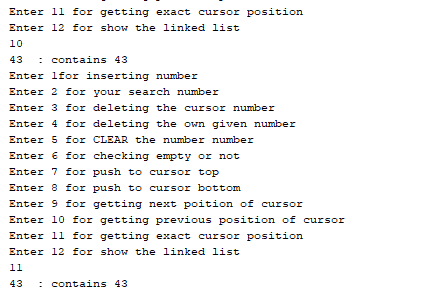 Enter 11 for getting exact cursor position
Enter 12 for show the linked list
10
43  : contains 43
Enter 1for inserting number
Enter 2 for your search number
Enter 3 for deleting the cursor number
Enter 4 for deleting the own given number
Enter 5 for CLEAR the number number
Enter 6 for checking empty or not
Enter 7 for push to cursor top
Enter 8 for push to cursor bottom
Enter 9 for getting next poition of cursor
Enter 10 for getting previous position of cursor
Enter 11 for getting exact cursor position
Enter 12 for show the linked list
11
43  : contains 43